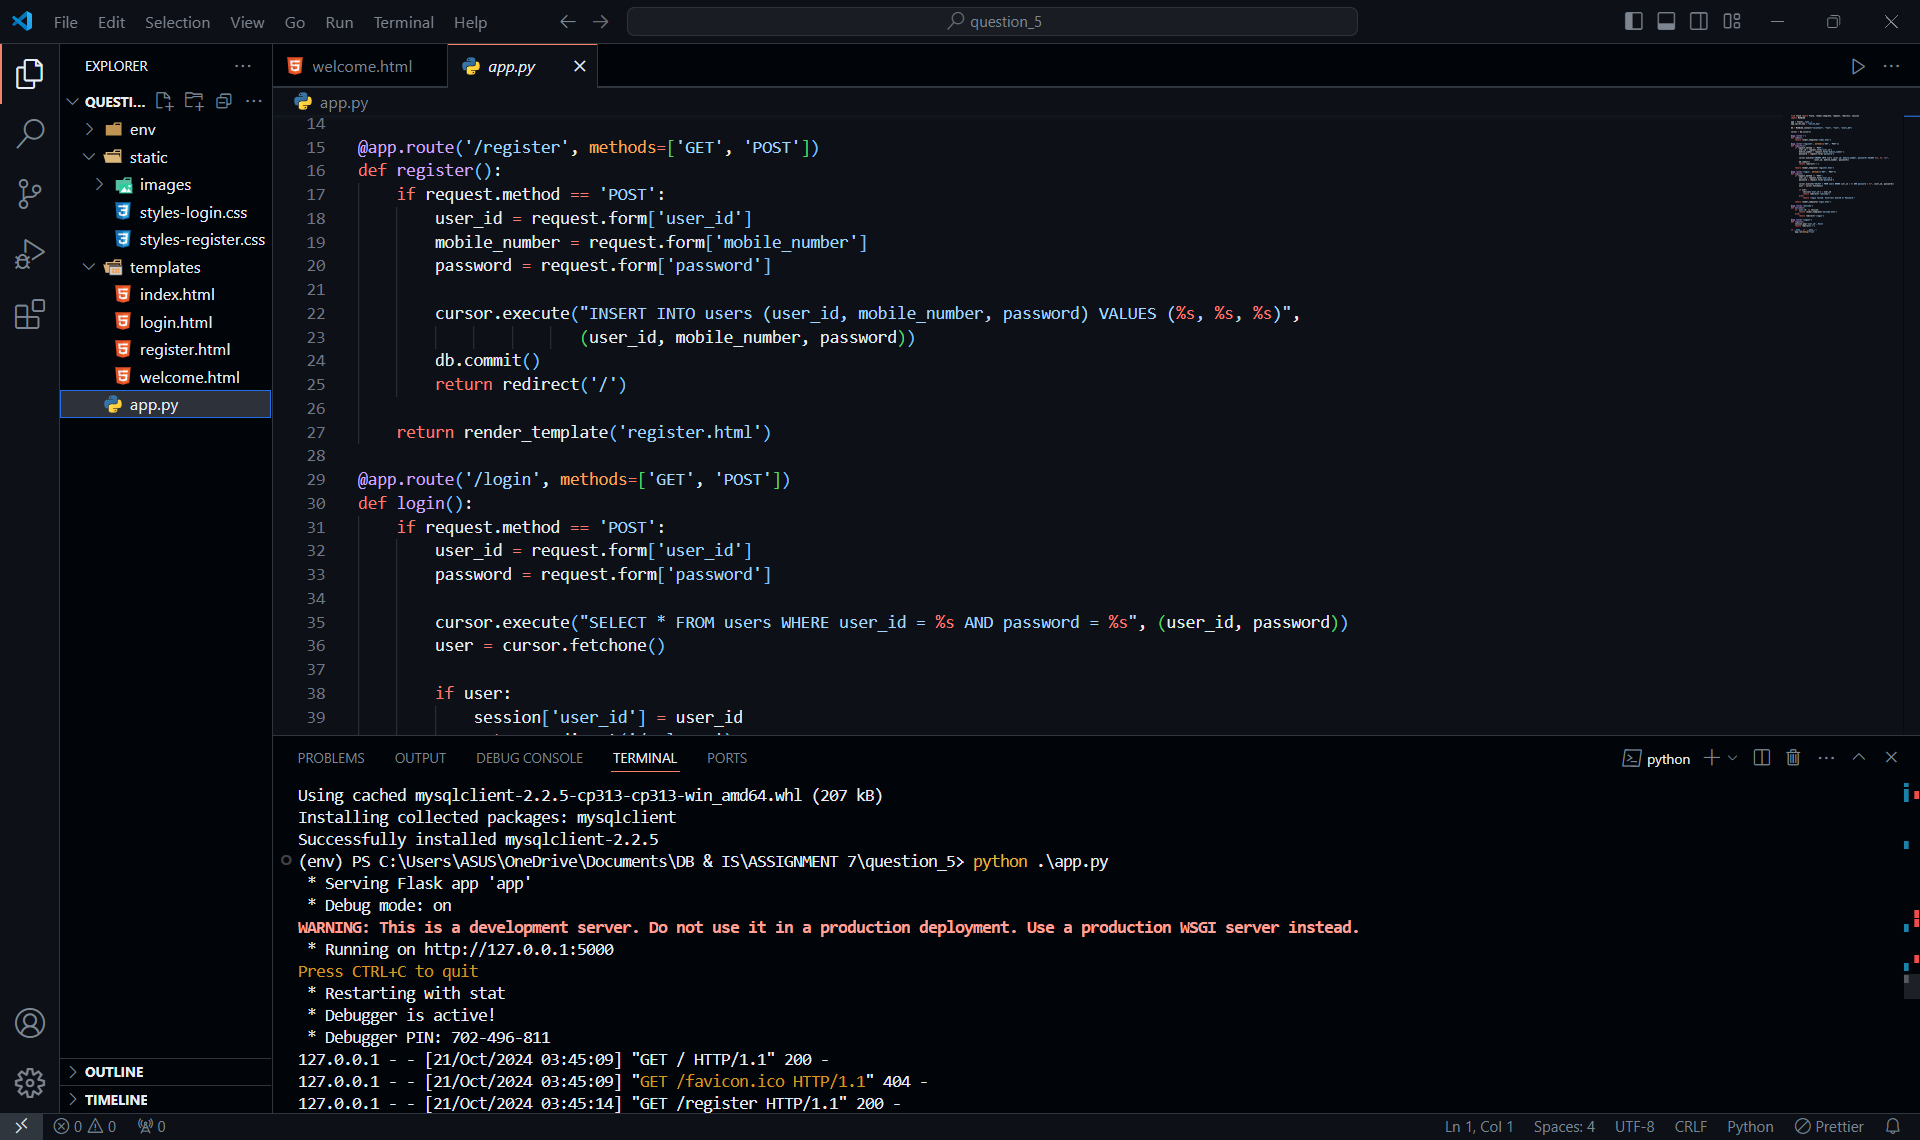 File Edit Selection View Go Run Terminal Help
question_5
EXPLORER
QUESTI...
env
static
images
styles-login.css
styles-register.css
templates
index.html
login.html
register.html
welcome.html
app.py
OUTLINE
TIMELINE
welcome.html
app.py
app.py
14
15 @app.route('/register', methods=['GET', 'POST'])
16 def register():
17 if request.method == 'POST':
18 user_id = request.form['user_id']
19 mobile_number = request.form['mobile_number']
20 password = request.form['password']
21
22 cursor.execute("INSERT INTO users (user_id, mobile_number, password) VALUES (%s, %s, %s)",
23 (user_id, mobile_number, password))
24 db.commit()
25 return redirect('/')
26
27 return render_template('register.html')
28
29 @app.route('/login', methods=['GET', 'POST'])
30 def login():
31 if request.method == 'POST':
32 user_id = request.form['user_id']
33 password = request.form['password']
34
35 cursor.execute("SELECT * FROM users WHERE user_id = %s AND password = %s", (user_id, password))
36 user = cursor.fetchone()
37
38 if user:
39 session['user_id'] = user_id
PROBLEMS OUTPUT DEBUG CONSOLE TERMINAL PORTS
python
Using cached mysqlclient-2.2.5-cp313-cp313-win_amd64.whl (207 kB)
Installing collected packages: mysqlclient
Successfully installed mysqlclient-2.2.5
(env) PS C:\Users\ASUS\OneDrive\Documents\DB & IS\ASSIGNMENT 7\question_5> python .\app.py
* Serving Flask app 'app'
* Debug mode: on
WARNING: This is a development server. Do not use it in a production deployment. Use a production WSGI server instead.
* Running on http://127.0.0.1:5000
Press CTRL+C to quit
* Restarting with stat
* Debugger is active!
* Debugger PIN: 702-496-811
127.0.0.1 - - [21/Oct/2024 03:45:09] "GET / HTTP/1.1" 200 -
127.0.0.1 - - [21/Oct/2024 03:45:09] "GET /favicon.ico HTTP/1.1" 404 -
127.0.0.1 - - [21/Oct/2024 03:45:14] "GET /register HTTP/1.1" 200 -
0 0 0
Ln 1, Col 1 Spaces: 4 UTF-8 CRLF Python Prettier